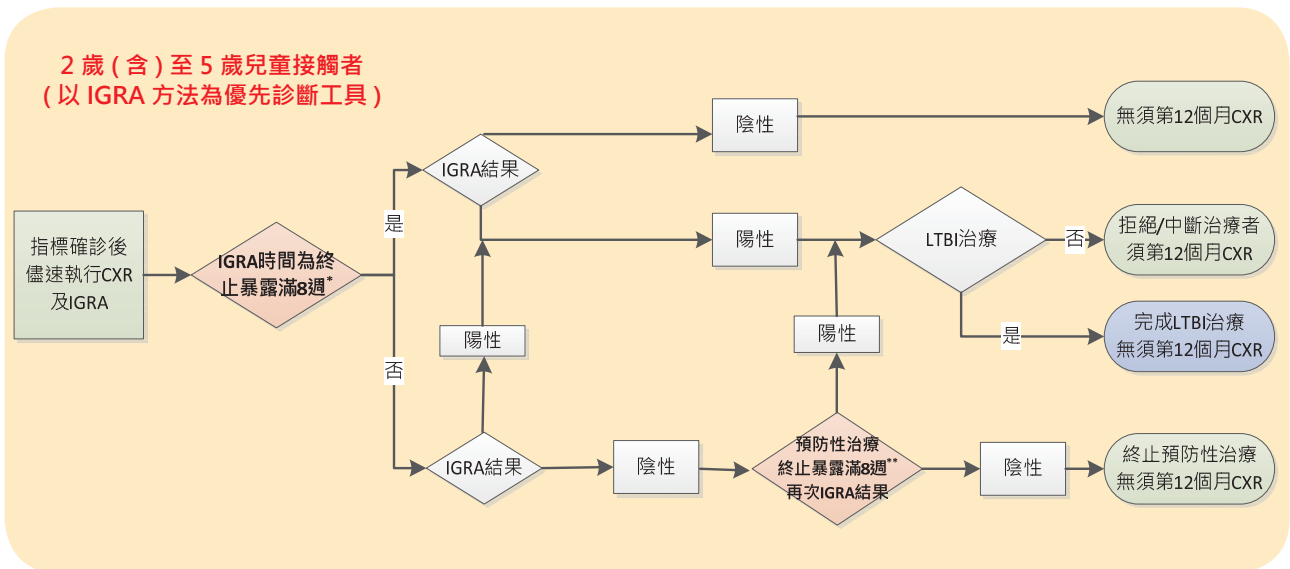 2 歲 ( 含 ) 至 5 歲兒童接觸者
( 以 IGRA 方法為優先診斷工具 )
指標確診後
儘速執行CXR
及IGRA
IGRA時間為終
止暴露滿8週*
是
否
IGRA結果
陰性
無須第12個月CXR
陽性
LTBI治療
否
拒絕/中斷治療者
須第12個月CXR
是
完成LTBI治療
無須第12個月CXR
陽性
陽性
IGRA結果
陰性
預防性治療
終止暴露滿8週**
再次IGRA結果
陰性
終止預防性治療
無須第12個月CXR